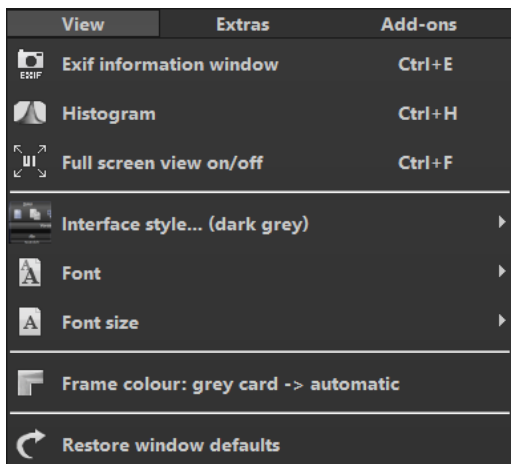 View Extras Add-ons
EXIF Exif information window Ctrl+E
Histogram Ctrl+H
UI Full screen view on/off Ctrl+F
Interface style... (dark grey)
A Font
A Font size
Frame colour: grey card -> automatic
Restore window defaults